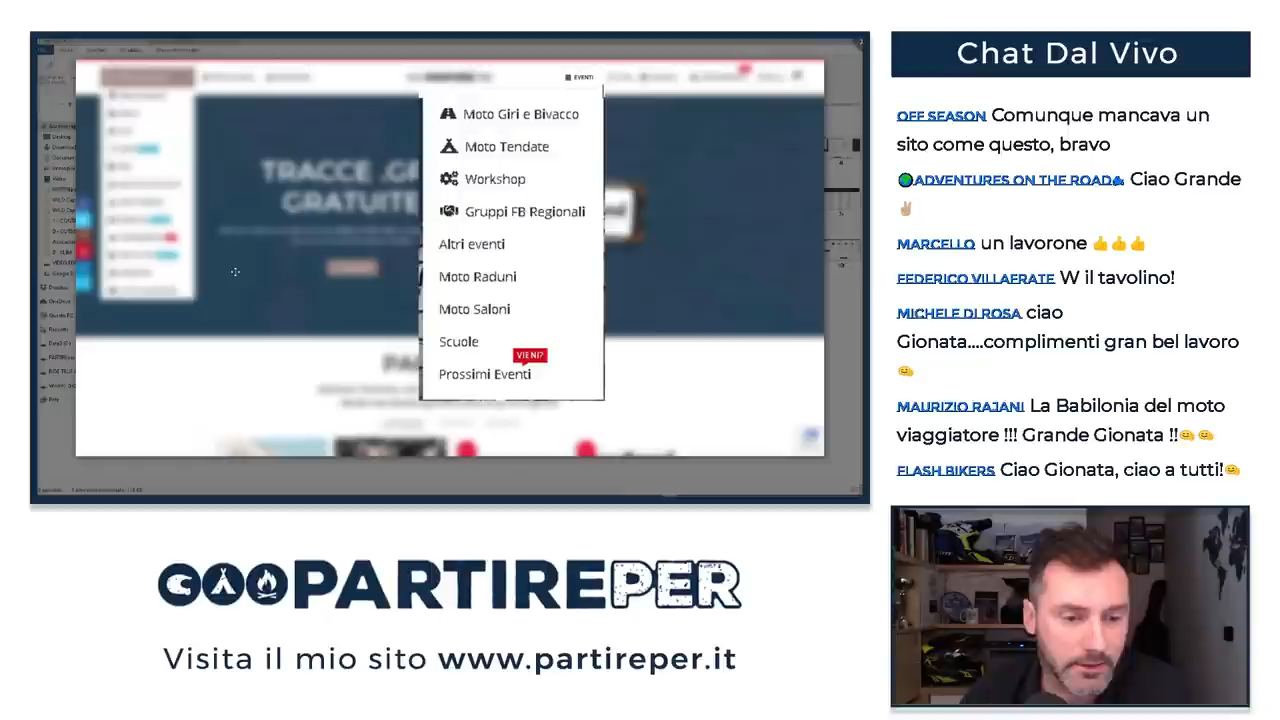 EVENTI
Moto Giri e Bivacco
Moto Tendate
Workshop
Gruppi FB Regionali
Altri eventi
Moto Raduni
Moto Saloni
Scuole
VIENI?
Prossimi Eventi
TRACCE .G
GRATUITE
PARTIREPER
Visita il mio sito www.partireper.it
Chat Dal Vivo
OFF SEASON Comunque mancava un
sito come questo, bravo
🌍ADVENTURES ON THE ROAD🏍 Ciao Grande
✌🏼
MARCELLO un lavorone 👍👍👍
FEDERICO VILLAFRATE W il tavolino!
MICHELE DI ROSA ciao
Gionata....complimenti gran bel lavoro
😊
MAURIZIO RAJANI La Babilonia del moto
viaggiatore !!! Grande Gionata !!😊😊
FLASH BIKERS Ciao Gionata, ciao a tutti!😊